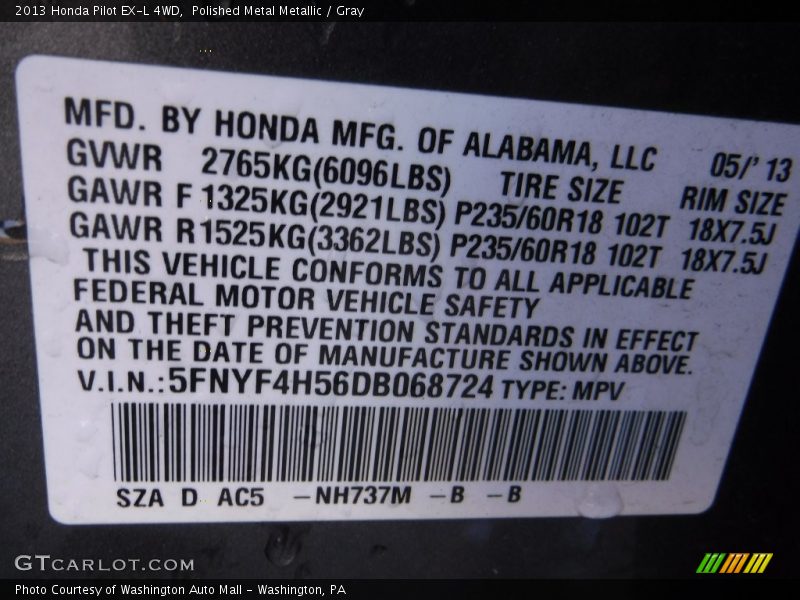 2013 Honda Pilot EX-L 4WD, Polished Metal Metallic / Gray
MFD. BY HONDA MFG. OF ALABAMA, LLC 05/' 13
GVWR 2765KG(6096LBS) TIRE SIZE RIM SIZE
GAWR F 1325KG(2921LBS) P235/60R18 102T 18X7.5J
GAWR R1525KG(3362LBS) P235/60R18 102T 18X7.5J
THIS VEHICLE CONFORMS TO ALL APPLICABLE
FEDERAL MOTOR VEHICLE SAFETY
AND THEFT PREVENTION STANDARDS IN EFFECT
ON THE DATE OF MANUFACTURE SHOWN ABOVE.
V.I.N.:5FNYF4H56DB068724 TYPE: MPV
SZA D AC5 -NH737M -B -B
GTCARLOT.COM
Photo Courtesy of Washington Auto Mall - Washington, PA